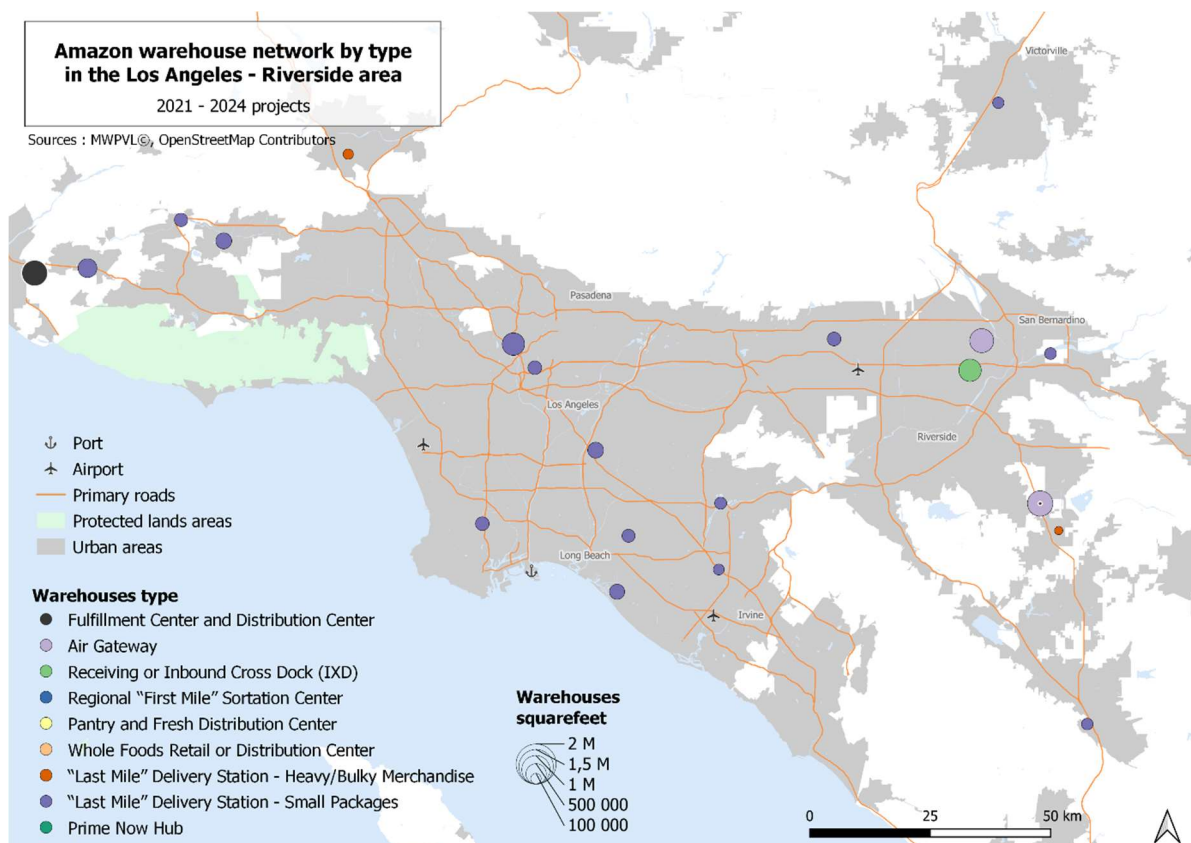 Amazon warehouse network by type
in the Los Angeles - Riverside area
2021 - 2024 projects
Sources : MWPVL©, OpenStreetMap Contributors
Victorville
Pasadena
San Bernardino
Los Angeles
Riverside
Long Beach
Irvine
Port
Airport
Primary roads
Protected lands areas
Urban areas
Warehouses type
Fulfillment Center and Distribution Center
Air Gateway
Receiving or Inbound Cross Dock (IXD)
Regional “First Mile” Sortation Center
Pantry and Fresh Distribution Center
Whole Foods Retail or Distribution Center
“Last Mile” Delivery Station - Heavy/Bulky Merchandise
“Last Mile” Delivery Station - Small Packages
Prime Now Hub
Warehouses
squarefeet
2 M
1,5 M
1 M
500 000
100 000
0 25 50 km